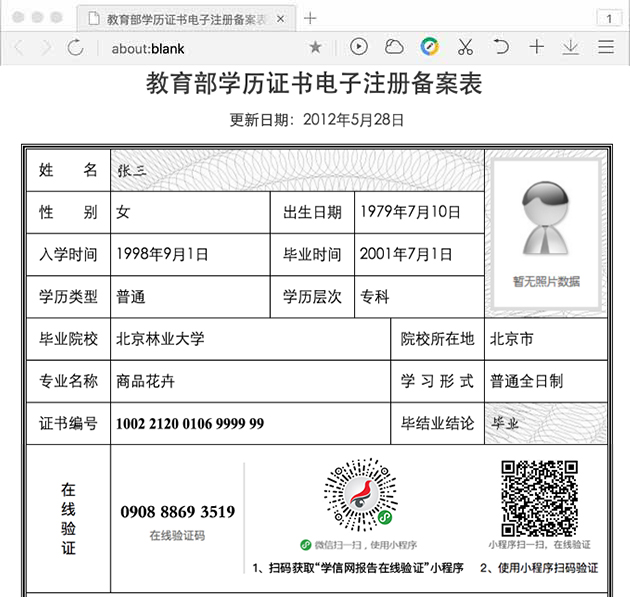 教育部学历证书电子注册备案表
1
about:blank
教育部学历证书电子注册备案表
更新日期：2012年5月28日
姓 名 张三
性 别 女 出生日期 1979年7月10日
入学时间 1998年9月1日 毕业时间 2001年7月1日
暂无照片数据
学历类型 普通 学历层次 专科
毕业院校 北京林业大学 院校所在地 北京市
专业名称 商品花卉 学习形式 普通全日制
证书编号 1002 2120 0106 9999 99 毕结业结论 毕业
在线验证
0908 8869 3519
在线验证码
微信扫一扫，使用小程序
1、扫码获取“学信网报告在线验证”小程序
小程序扫一扫，在线验证
2、使用小程序扫码验证